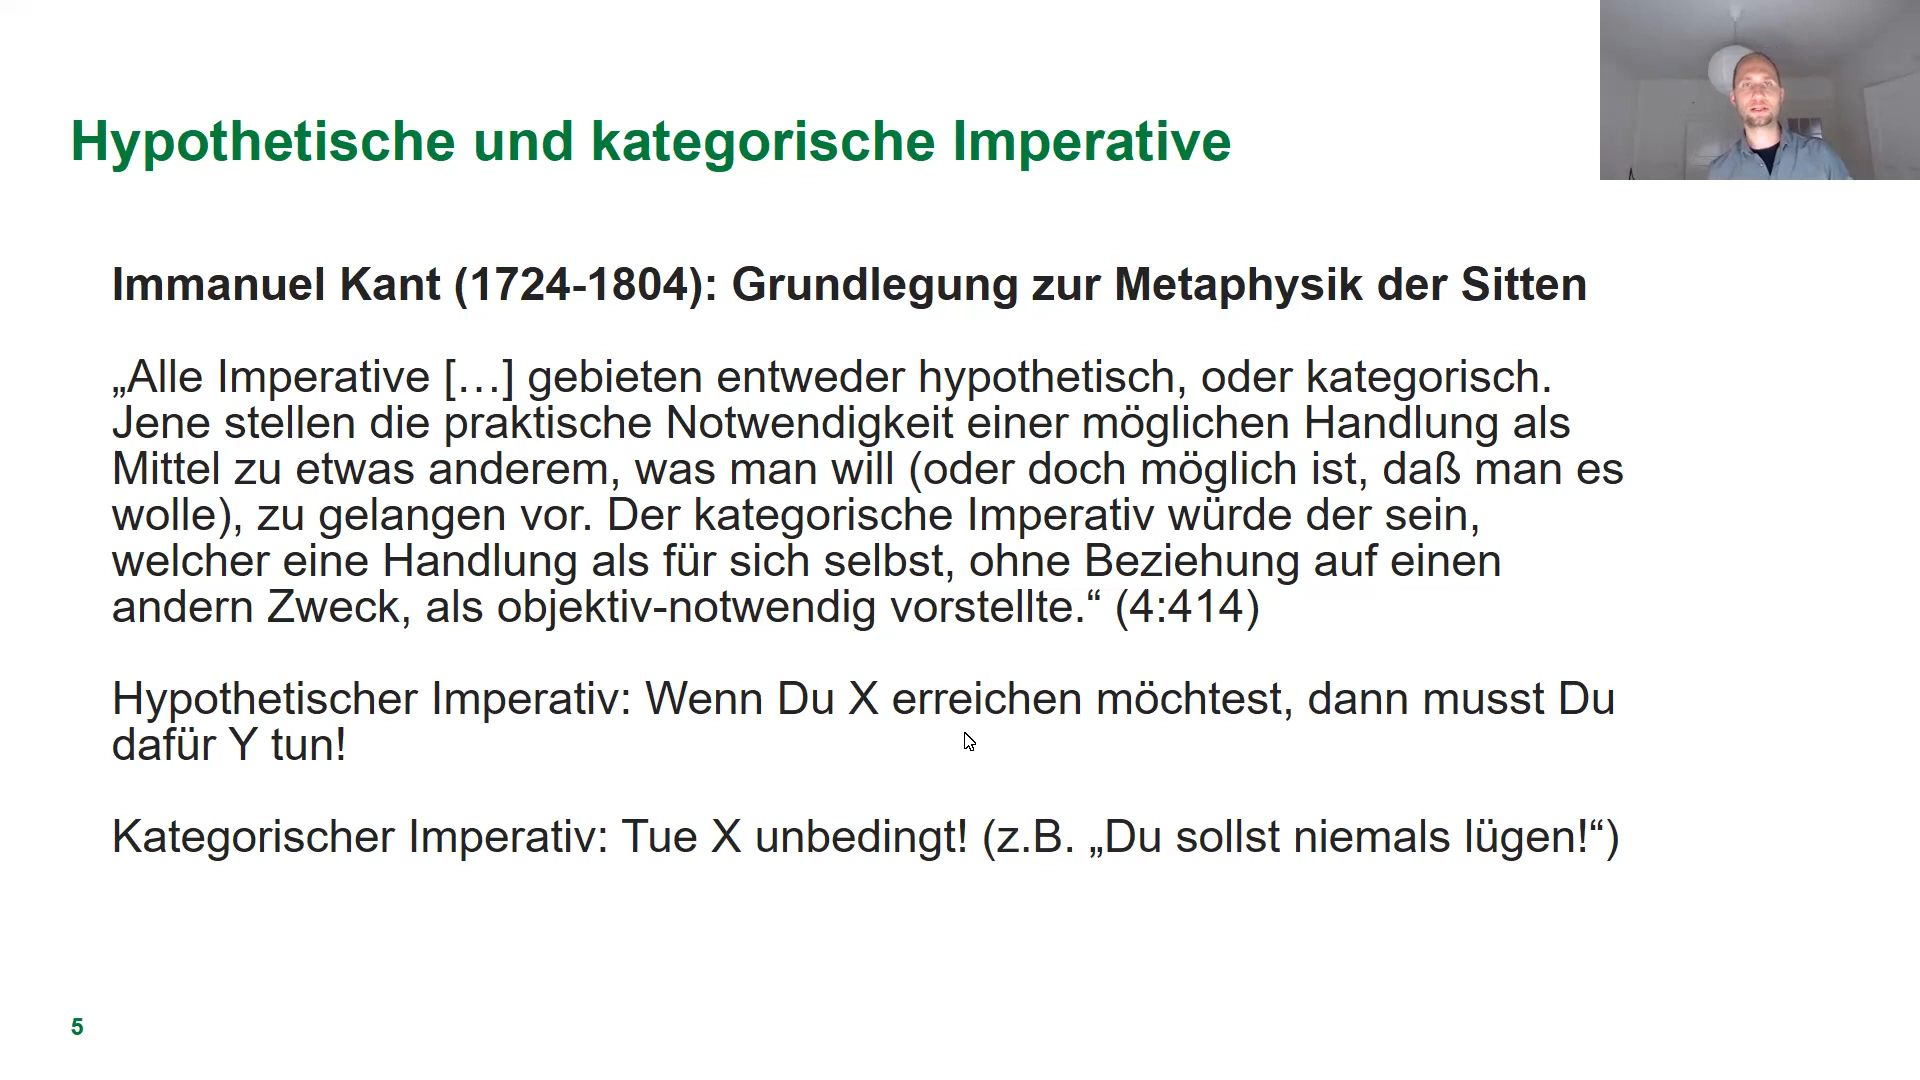 Hypothetische und kategorische Imperative
Immanuel Kant (1724-1804): Grundlegung zur Metaphysik der Sitten
„Alle Imperative […] gebieten entweder hypothetisch, oder kategorisch.
Jene stellen die praktische Notwendigkeit einer möglichen Handlung als
Mittel zu etwas anderem, was man will (oder doch möglich ist, daß man es
wolle), zu gelangen vor. Der kategorische Imperativ würde der sein,
welcher eine Handlung als für sich selbst, ohne Beziehung auf einen
andern Zweck, als objektiv-notwendig vorstellte.“ (4:414)
Hypothetischer Imperativ: Wenn Du X erreichen möchtest, dann musst Du
dafür Y tun!
Kategorischer Imperativ: Tue X unbedingt! (z.B. „Du sollst niemals lügen!“)
5